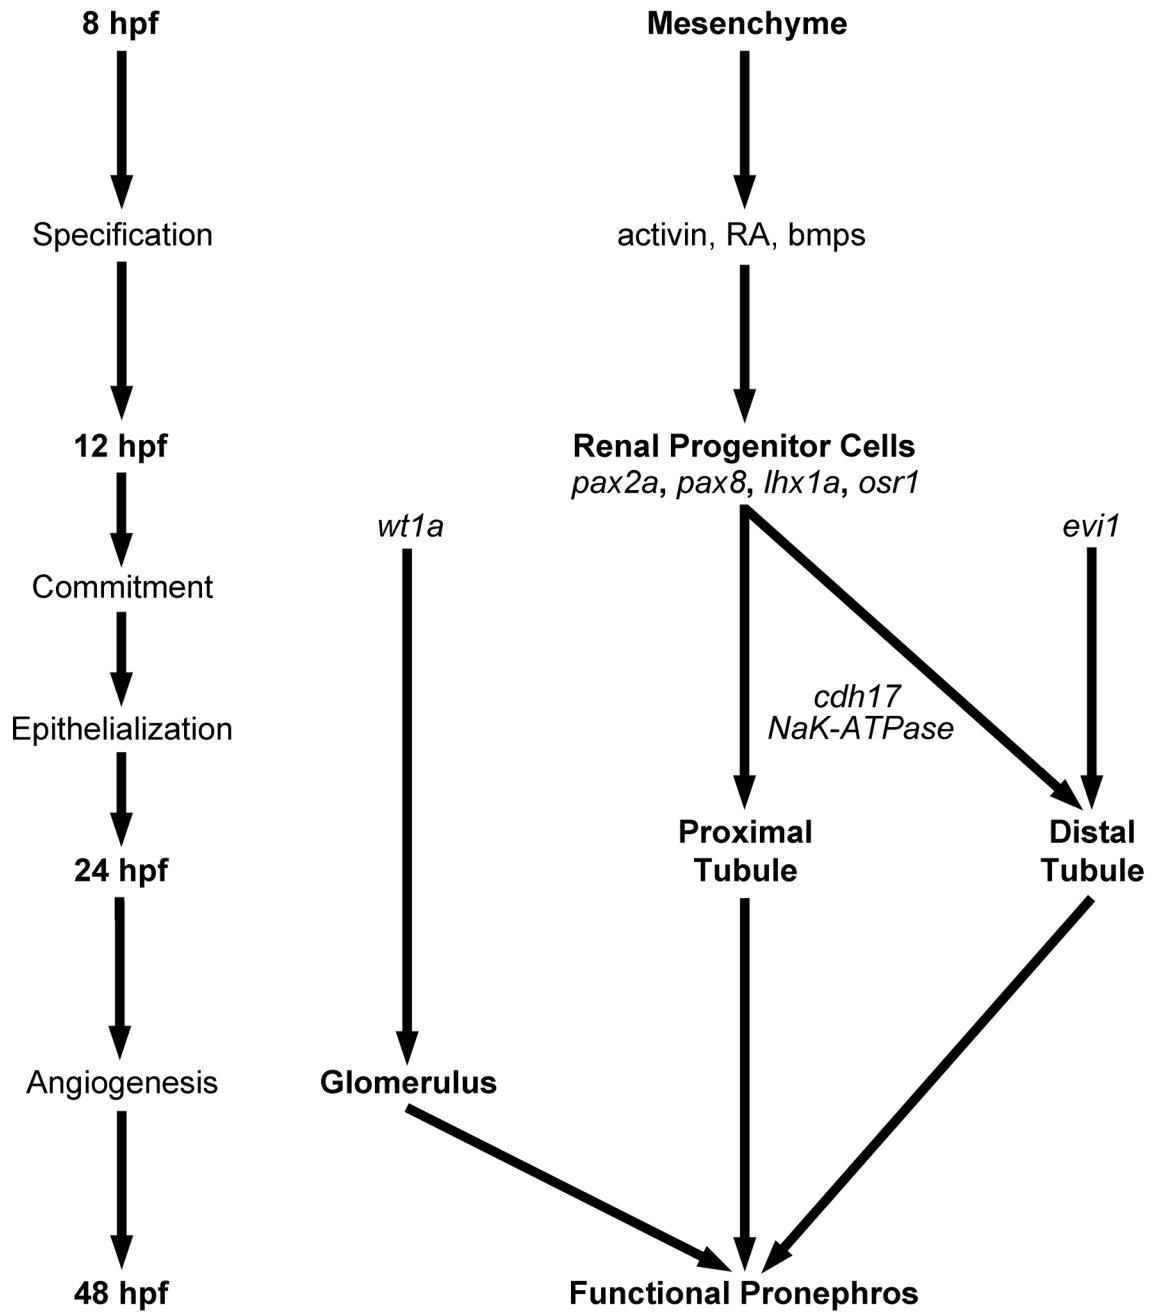 8 hpf
Mesenchyme
Specification
activin, RA, bmps
12 hpf
Renal Progenitor Cells
pax2a, pax8, lhx1a, osr1
wt1a
evi1
Commitment
cdh17
Epithelialization
NaK-ATPase
Proximal
Tubule
Distal
Tubule
24 hpf
Angiogenesis
Glomerulus
48 hpf
Functional Pronephros